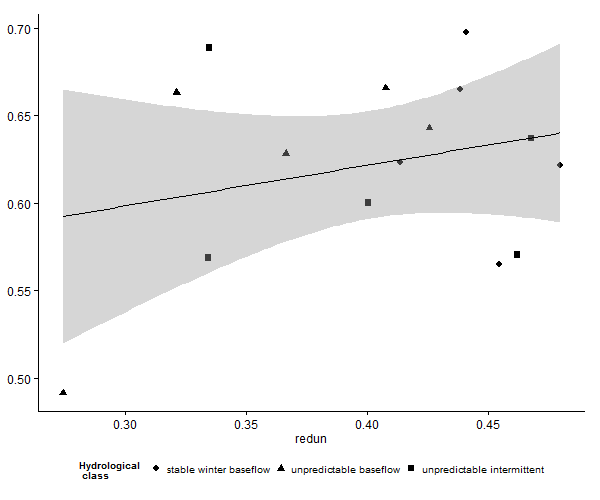 0.70
0.65
0.60
0.55
0.50
0.30 0.35 0.40 0.45
redun
Hydrological
class
stable winter baseflow unpredictable baseflow unpredictable intermittent